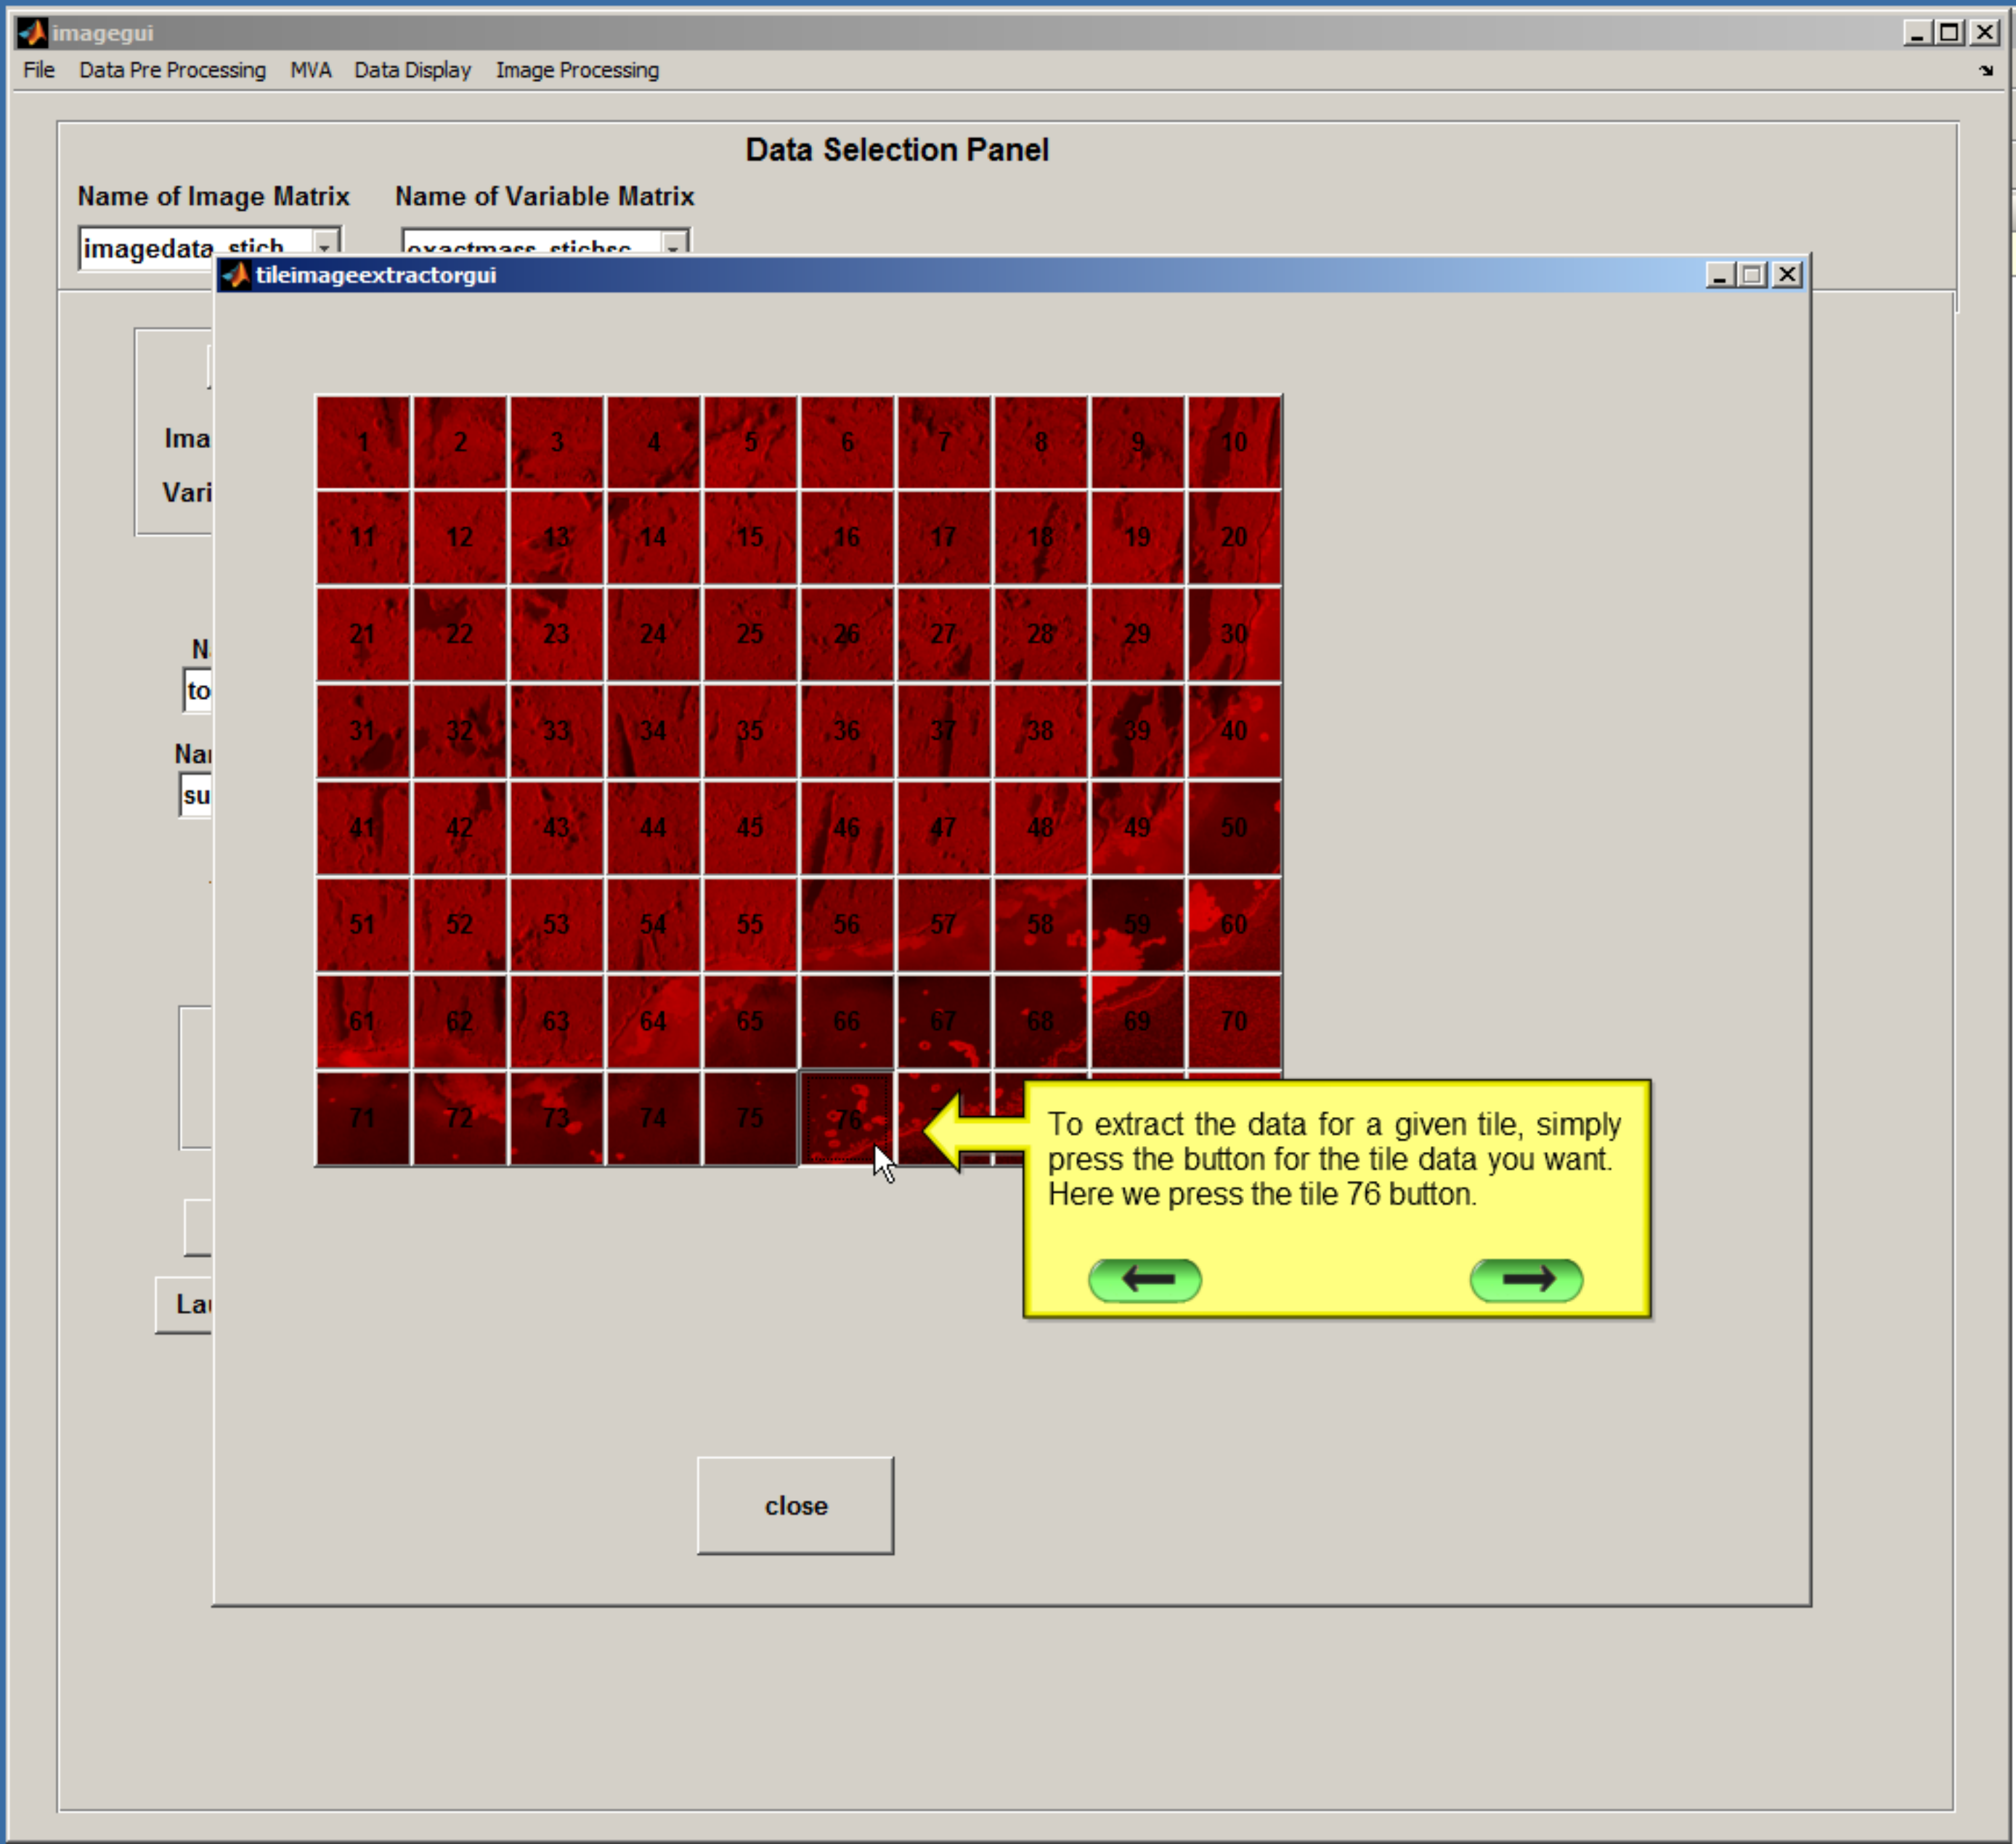 imagegui
File Data Pre Processing MVA Data Display Image Processing
Data Selection Panel
Name of Image Matrix Name of Variable Matrix
imagedata_stich exactmass_stichsc
tileimageextractorgui
Ima
Vari
to
su
1 2 3 4 5 6 7 8 9 10
11 12 13 14 15 16 17 18 19 20
21 22 23 24 25 26 27 28 29 30
31 32 33 34 35 36 37 38 39 40
41 42 43 44 45 46 47 48 49 50
51 52 53 54 55 56 57 58 59 60
61 62 63 64 65 66 67 68 69 70
71 72 73 74 75 76
To extract the data for a given tile, simply
press the button for the tile data you want.
Here we press the tile 76 button.
close